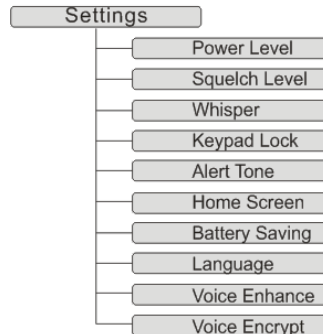 Settings
Power Level
Squelch Level
Whisper
Keypad Lock
Alert Tone
Home Screen
Battery Saving
Language
Voice Enhance
Voice Encrypt